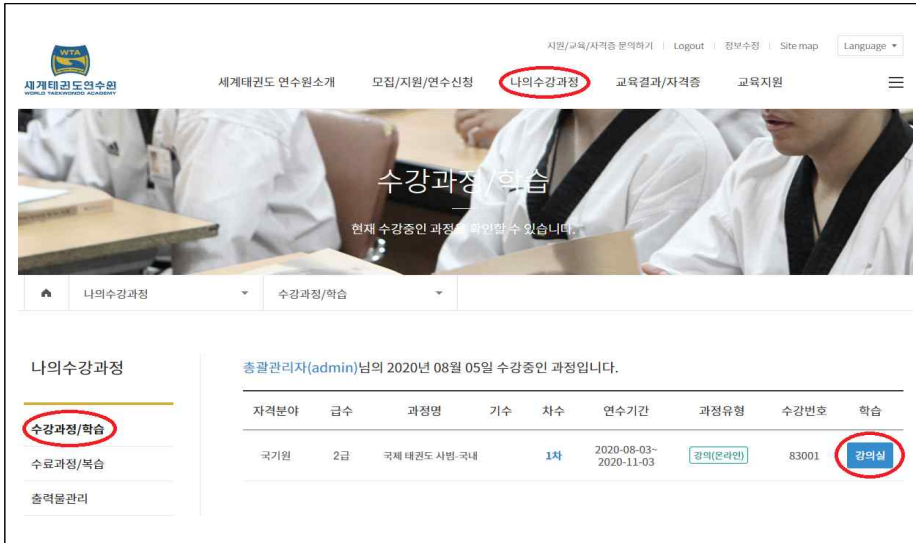 지원/교육/자격증 문의하기 | Logout | 정보수정 | Site map Language
WTA
세계태권도연수원
WORLD TAEKWONDO ACADEMY
세계태권도 연수원소개 모집/지원/연수신청 나의수강과정 교육결과/자격증 교육지원
수강과정/학습
현재 수강중인 과정을 확인할 수 있습니다.
나의수강과정 수강과정/학습
나의수강과정
수강과정/학습
수료과정/복습
출력물관리
총괄관리자(admin)님의 2020년 08월 05일 수강중인 과정입니다.
자격분야 급수 과정명 기수 차수 연수기간 과정유형 수강번호 학습
국기원 2급 국제 태권도 사범-국내 1차 2020-08-03~ 강의(온라인) 83001 강의실
2020-11-03